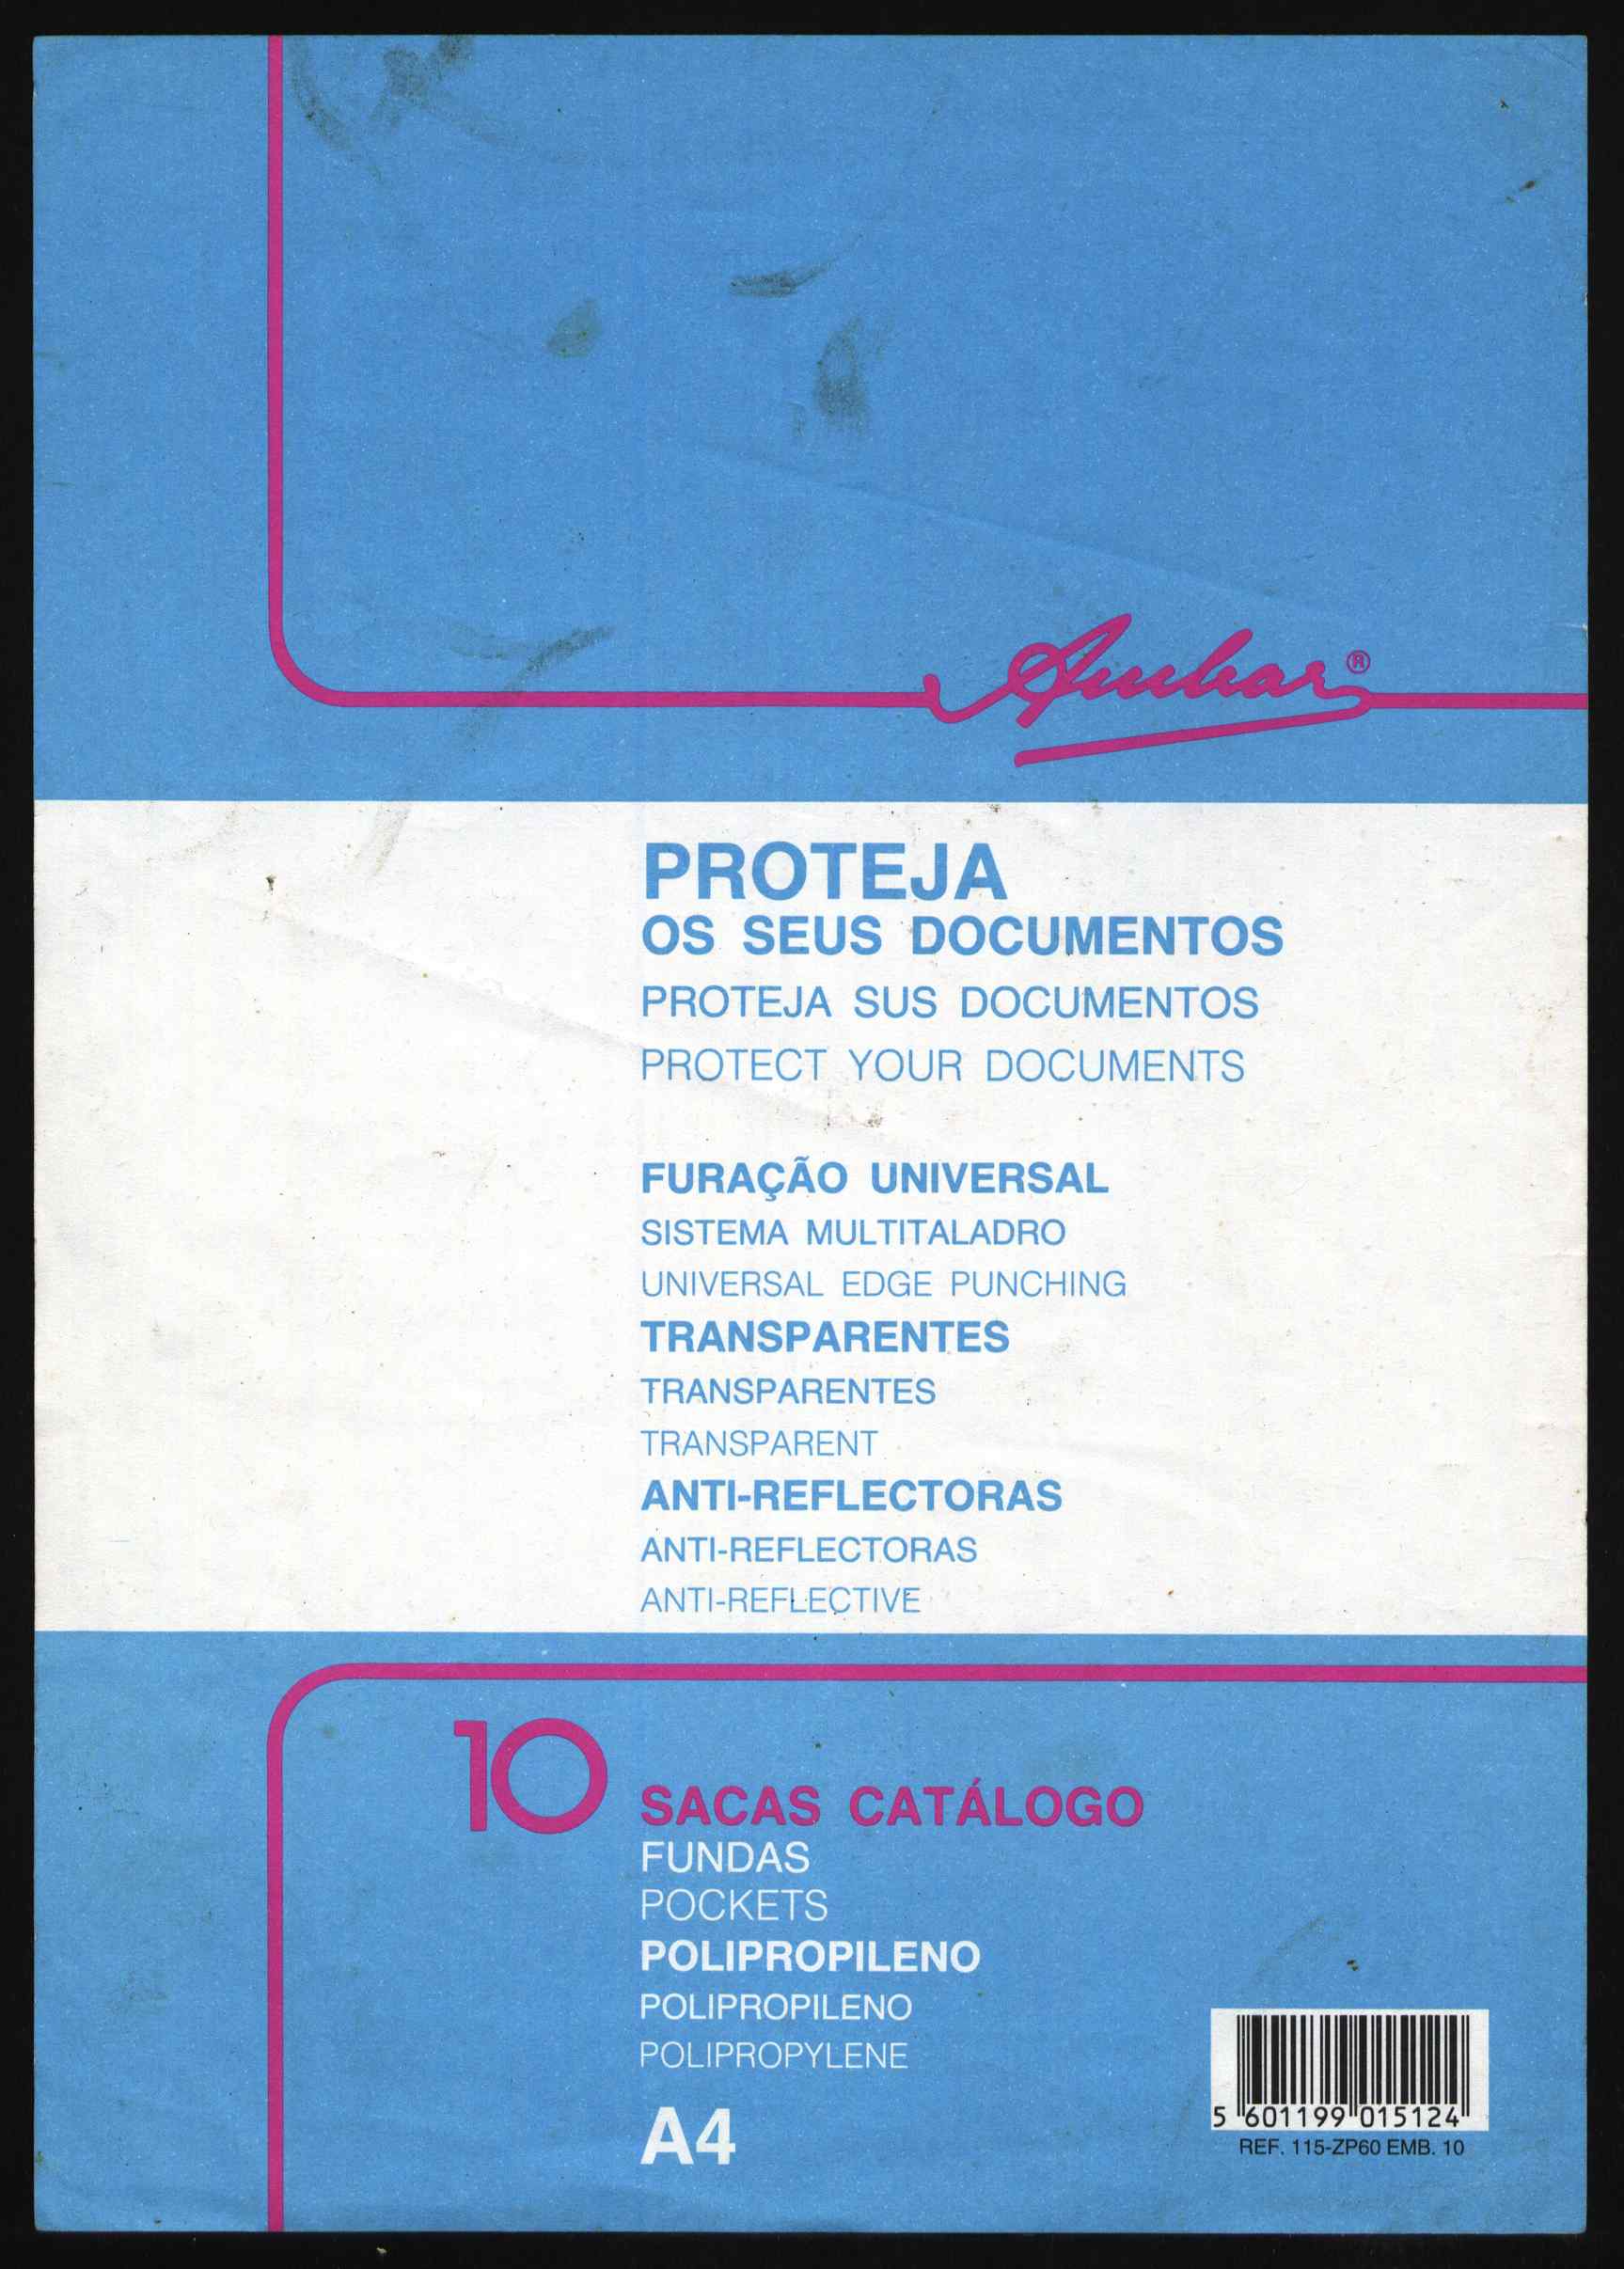 Ambar®
PROTEJA
OS SEUS DOCUMENTOS
PROTEJA SUS DOCUMENTOS
PROTECT YOUR DOCUMENTS
FURAÇÃO UNIVERSAL
SISTEMA MULTITALADRO
UNIVERSAL EDGE PUNCHING
TRANSPARENTES
TRANSPARENTES
TRANSPARENT
ANTI-REFLECTORAS
ANTI-REFLECTORAS
ANTI-REFLECTIVE
10 SACAS CATÁLOGO
FUNDAS
POCKETS
POLIPROPILENO
POLIPROPILENO
POLIPROPYLENE
A4
5 601199 015124
REF. 115-ZP60 EMB. 10